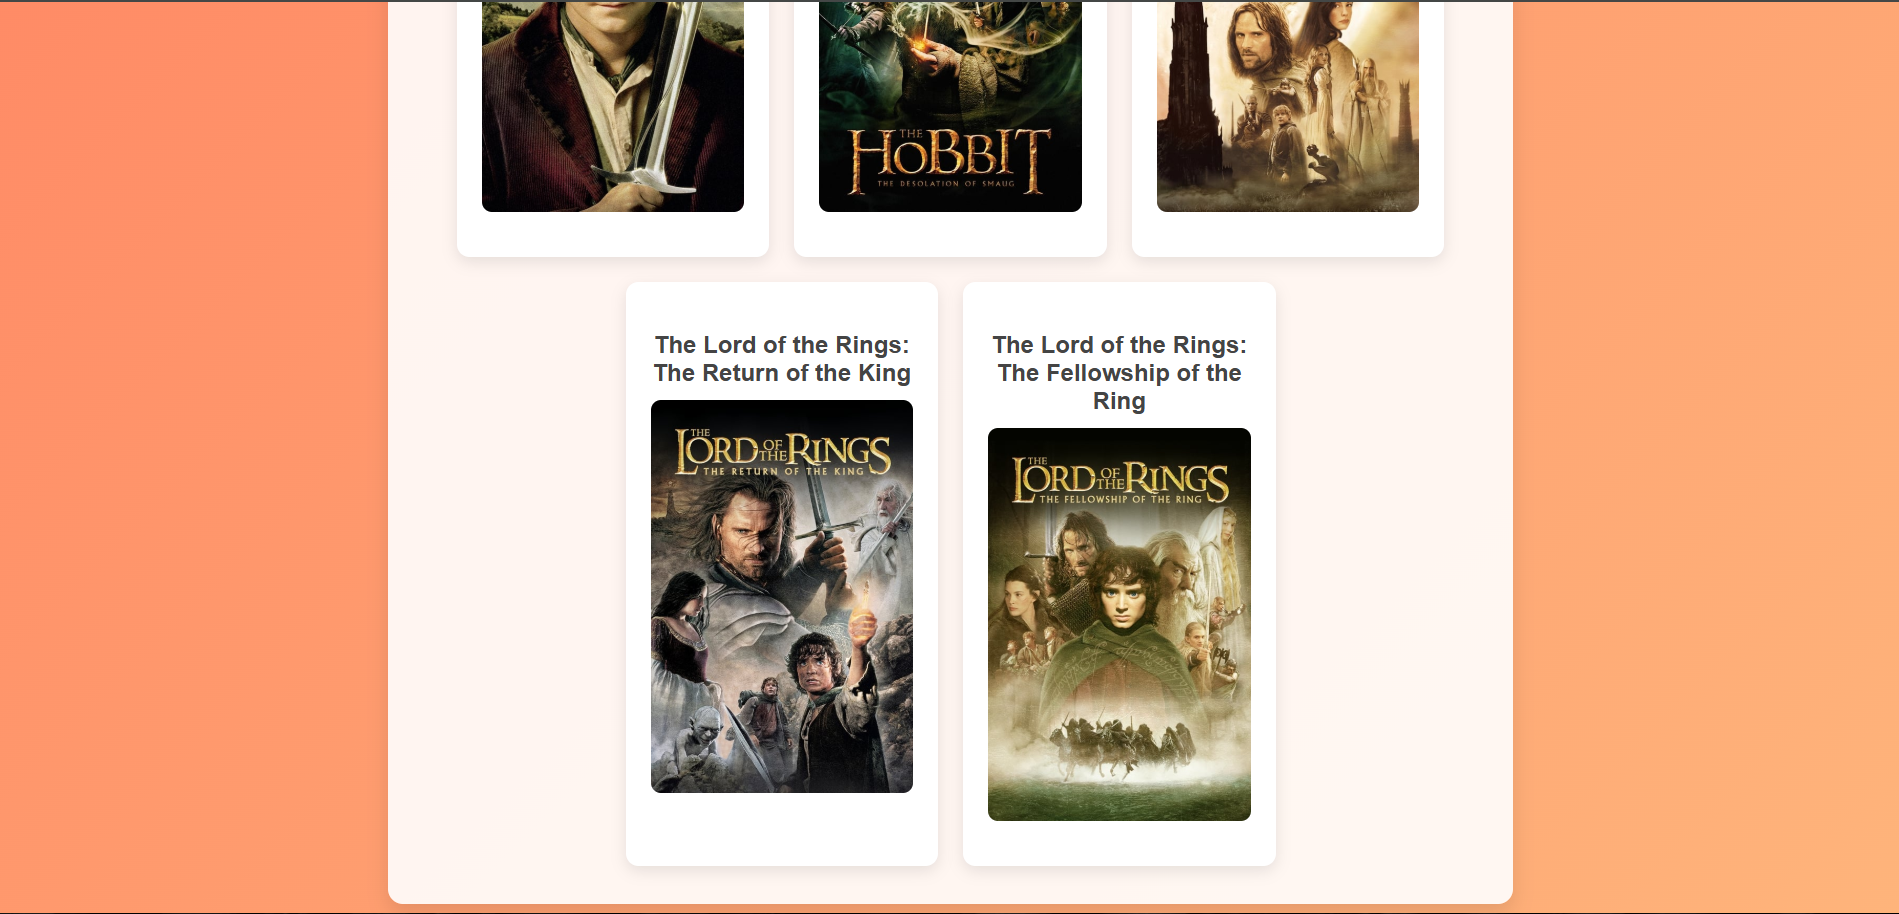 THE
HOBBIT
THE DESOLATION OF SMAUG
The Lord of the Rings:
The Return of the King
The Lord of the Rings:
The Fellowship of the
Ring
THE
LORD OF THE RINGS
THE RETURN OF THE KING
THE
LORD OF THE RINGS
THE FELLOWSHIP OF THE RING